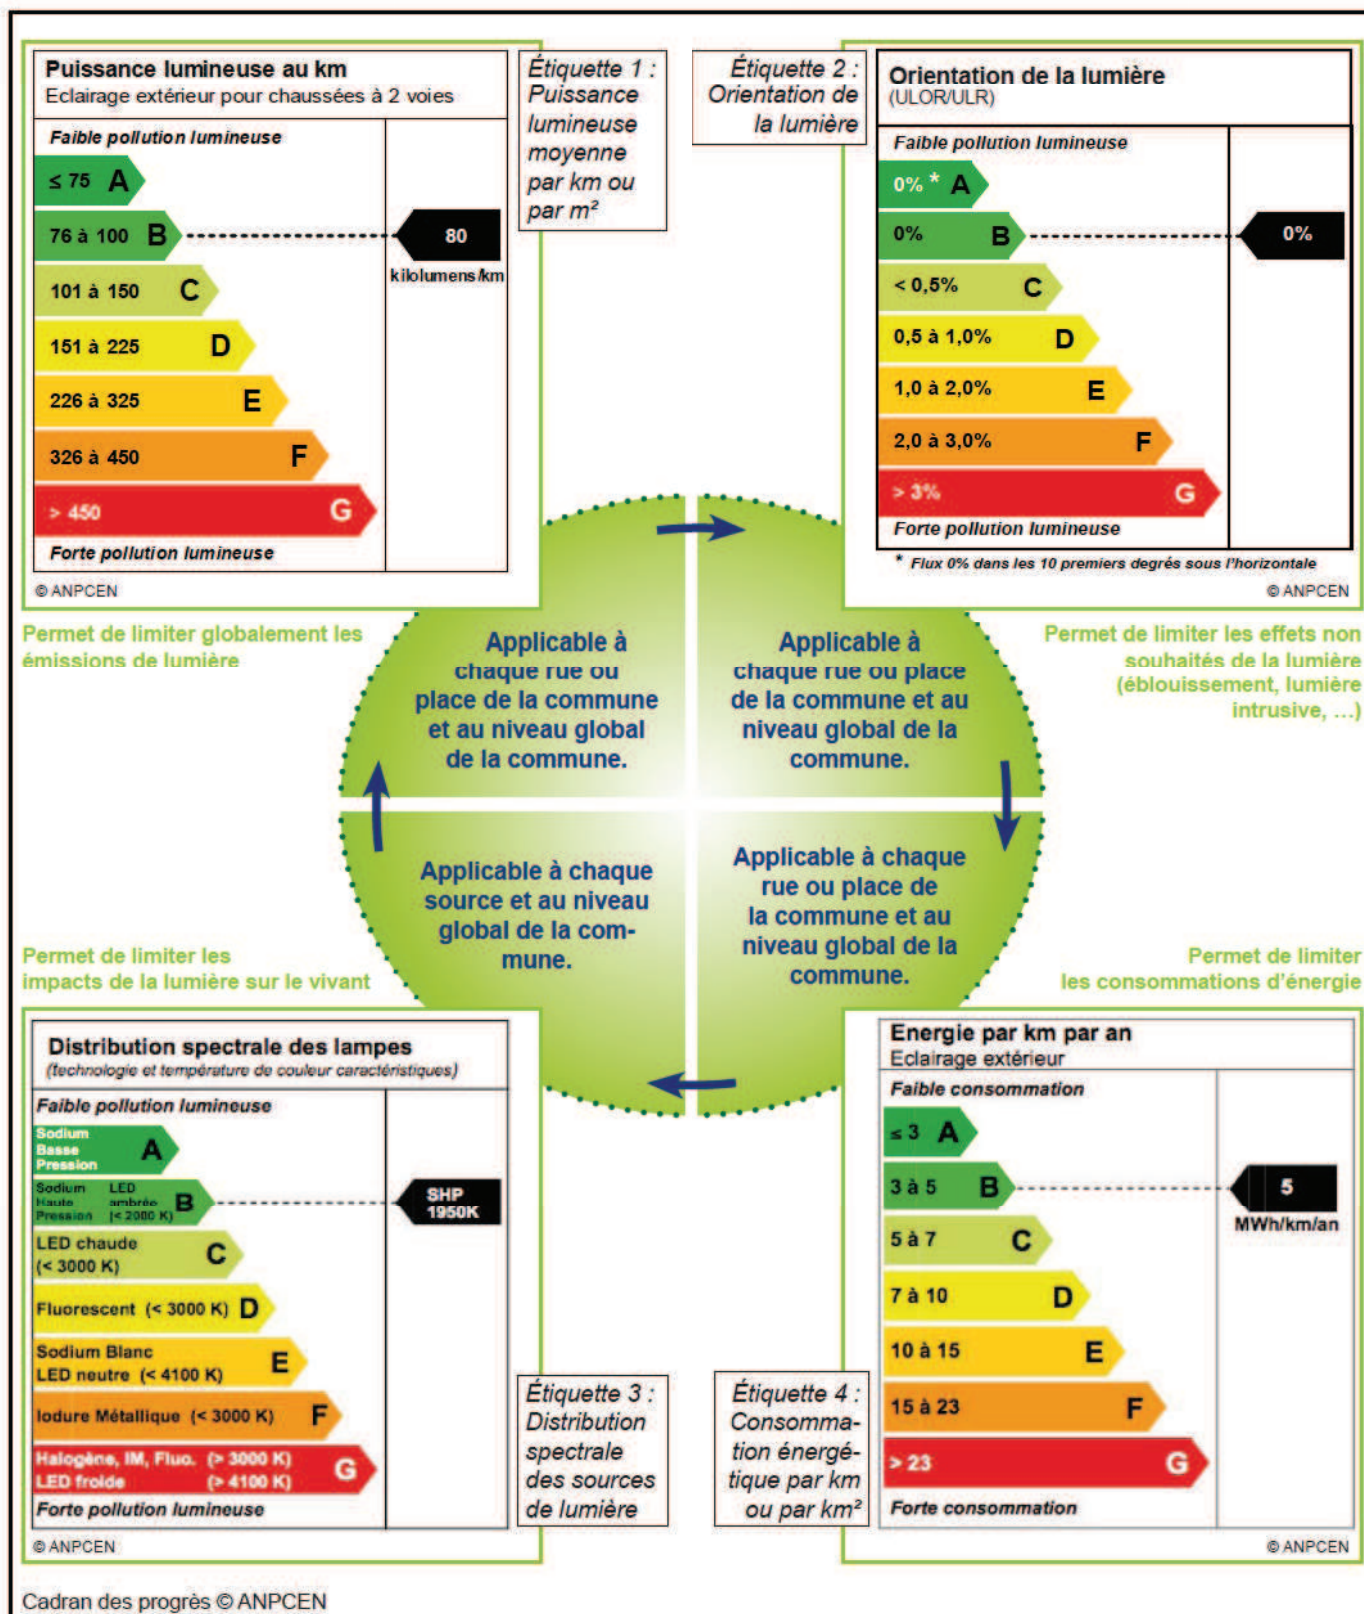 Puissance lumineuse au km
Eclairage extérieur pour chaussées à 2 voies
Faible pollution lumineuse
≤ 75 A
76 à 100 B
80
kilolumens/km
101 à 150 C
151 à 225 D
226 à 325 E
326 à 450 F
> 450 G
Forte pollution lumineuse
© ANPCEN
Étiquette 1 :
Puissance
lumineuse
moyenne
par km ou
par m²
Étiquette 2 :
Orientation de
la lumière
Orientation de la lumière
(ULOR/ULR)
Faible pollution lumineuse
0% * A
0% B
0%
< 0,5% C
0,5 à 1,0% D
1,0 à 2,0% E
2,0 à 3,0% F
> 3% G
Forte pollution lumineuse
* Flux 0% dans les 10 premiers degrés sous l'horizontale
© ANPCEN
Permet de limiter globalement les
émissions de lumière
Applicable à
chaque rue ou
place de la commune
et au niveau global
de la commune.
Applicable à
chaque rue ou place
de la commune et au
niveau global de la
commune.
Permet de limiter les effets non
souhaités de la lumière
(éblouissement, lumière
intrusive, …)
Applicable à chaque
source et au niveau
global de la com-
mune.
Applicable à chaque
rue ou place de
la commune et au
niveau global de la
commune.
Permet de limiter les
impacts de la lumière sur le vivant
Permet de limiter
les consommations d'énergie
Distribution spectrale des lampes
(technologie et température de couleur caractéristiques)
Faible pollution lumineuse
Sodium
Basse
Pression
A
Sodium LED
Haute ambrée
Pression (< 2000 K)
B
SHP
1950K
LED chaude
(< 3000 K)
C
Fluorescent (< 3000 K) D
Sodium Blanc
LED neutre (< 4100 K)
E
Iodure Métallique (< 3000 K) F
Halogène, IM, Fluo. (> 3000 K)
LED froide (> 4100 K)
G
Forte pollution lumineuse
© ANPCEN
Étiquette 3 :
Distribution
spectrale
des sources
de lumière
Étiquette 4 :
Consomma-
tion énergé-
tique par km
ou par km²
Energie par km par an
Eclairage extérieur
Faible consommation
≤ 3 A
3 à 5 B
5
MWh/km/an
5 à 7 C
7 à 10 D
10 à 15 E
15 à 23 F
> 23 G
Forte consommation
© ANPCEN
Cadran des progrès © ANPCEN